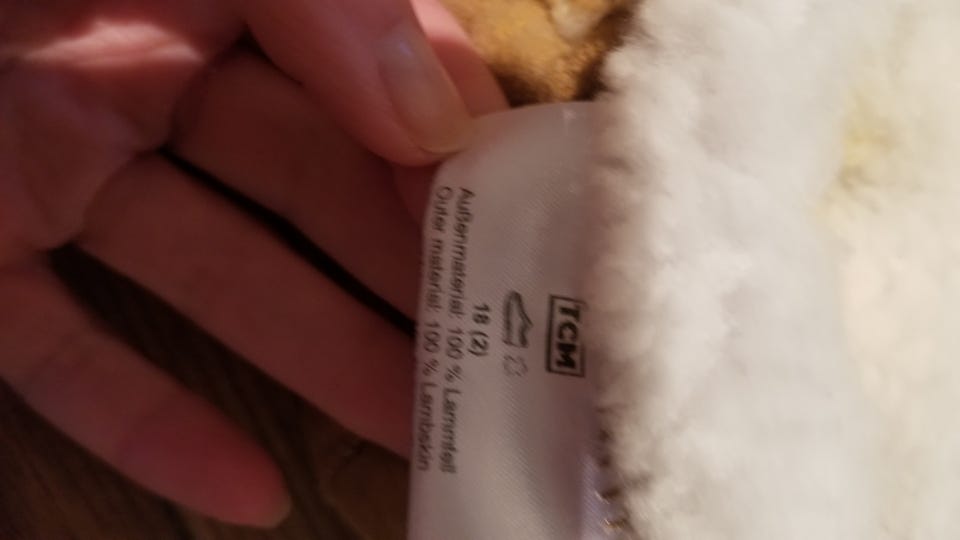 TCM
18 (2)
Außenmaterial: 100 % Lammfell
Outer material: 100 % Lambskin